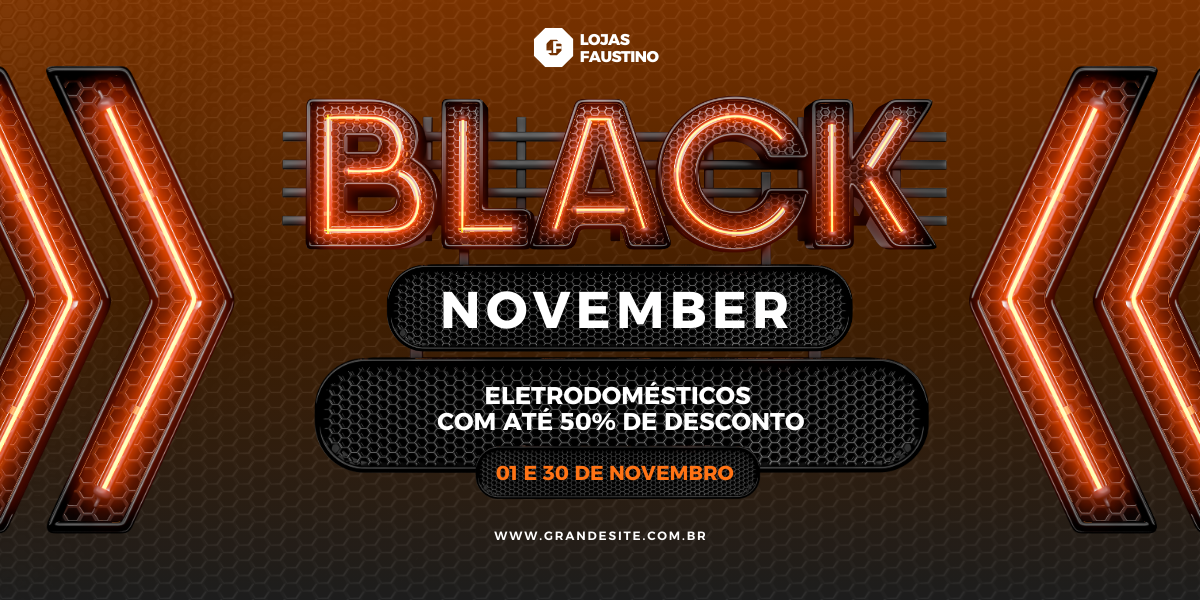 LOJAS
FAUSTINO
BLACK
NOVEMBER
ELETRODOMÉSTICOS
COM ATÉ 50% DE DESCONTO
01 E 30 DE NOVEMBRO
WWW.GRANDESITE.COM.BR